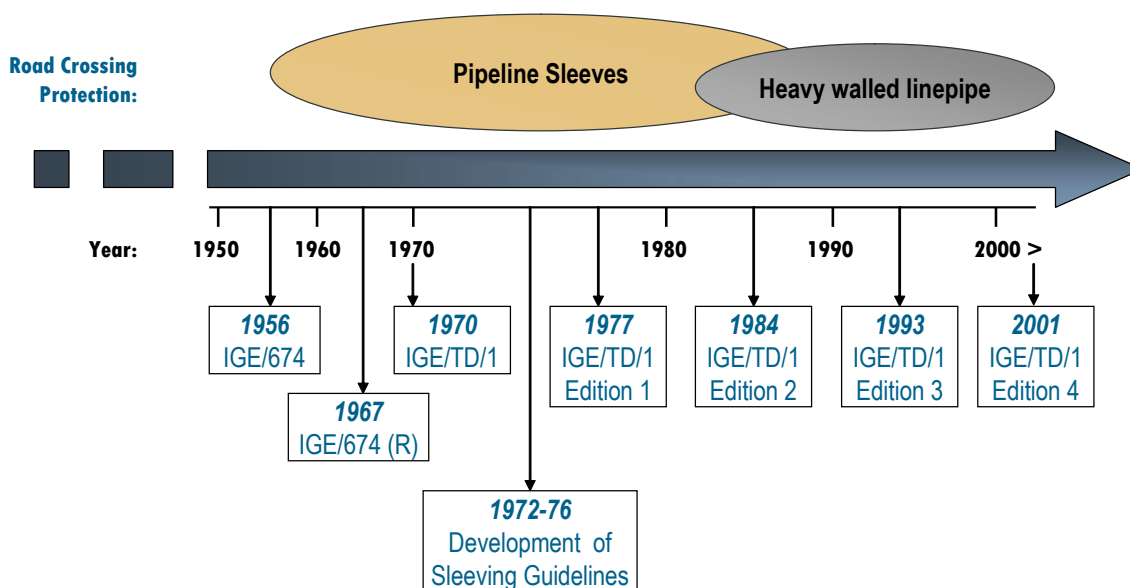 Road Crossing
Protection:
Pipeline Sleeves
Heavy walled linepipe
Year:
1950
1960
1970
1980
1990
2000 >
1956
IGE/674
1967
IGE/674 (R)
1970
IGE/TD/1
1972-76
Development of
Sleeving Guidelines
1977
IGE/TD/1
Edition 1
1984
IGE/TD/1
Edition 2
1993
IGE/TD/1
Edition 3
2001
IGE/TD/1
Edition 4